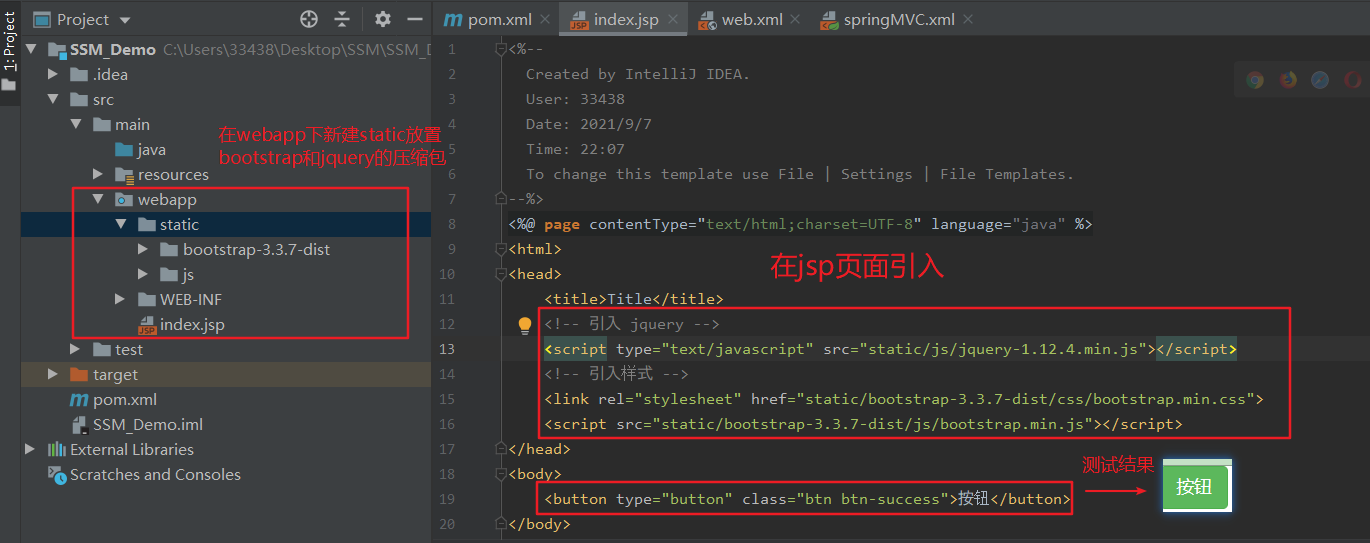 1: Project
Project
SSM_Demo C:\Users\33438\Desktop\SSM\SSM_D
.idea
src
main
java
resources
webapp
static
bootstrap-3.3.7-dist
js
WEB-INF
index.jsp
test
target
pom.xml
SSM_Demo.iml
External Libraries
Scratches and Consoles
在webapp下新建static放置
bootstrap和jquery的压缩包
pom.xml index.jsp web.xml springMVC.xml
1 <%--
2 Created by IntelliJ IDEA.
3 User: 33438
4 Date: 2021/9/7
5 Time: 22:07
6 To change this template use File | Settings | File Templates.
7 --%>
8 <%@ page contentType="text/html;charset=UTF-8" language="java" %>
9 <html>
10 <head>
在jsp页面引入
11 <title>Title</title>
12 <!-- 引入 jquery -->
13 <script type="text/javascript" src="static/js/jquery-1.12.4.min.js"></script>
14 <!-- 引入样式 -->
15 <link rel="stylesheet" href="static/bootstrap-3.3.7-dist/css/bootstrap.min.css">
16 <script src="static/bootstrap-3.3.7-dist/js/bootstrap.min.js"></script>
17 </head>
18 <body>
19 <button type="button" class="btn btn-success">按钮</button>
20 </body>
测试结果
按钮